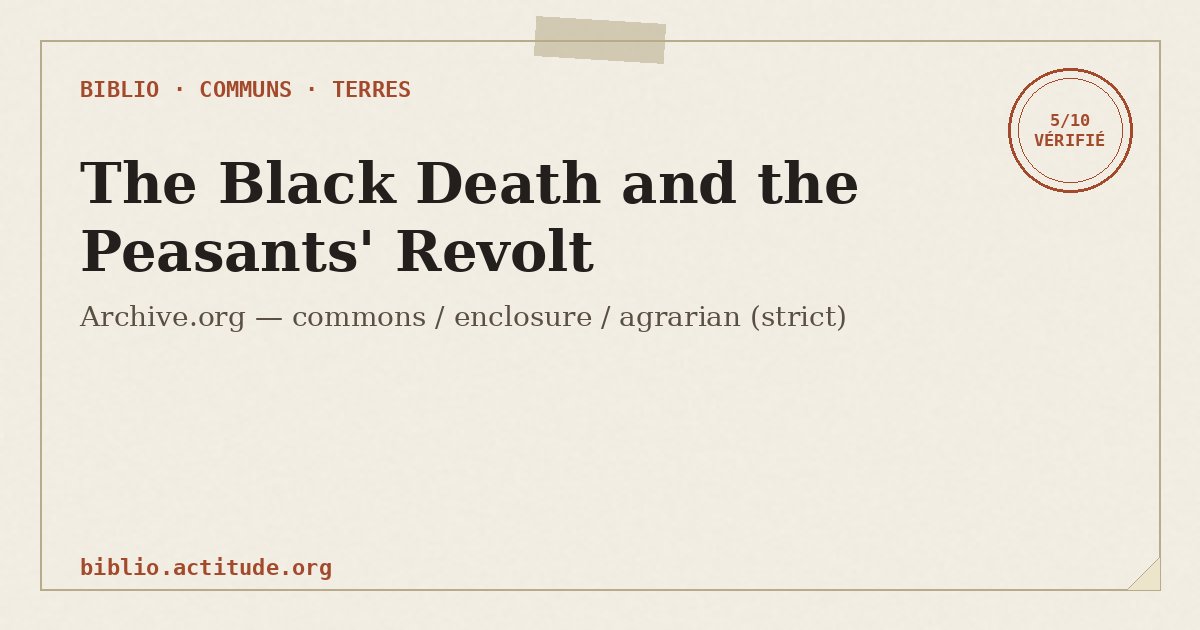 BIBLIO · COMMUNS · TERRES
5/10
VÉRIFIÉ
The Black Death and the
Peasants' Revolt
Archive.org — commons / enclosure / agrarian (strict)
biblio.actitude.org